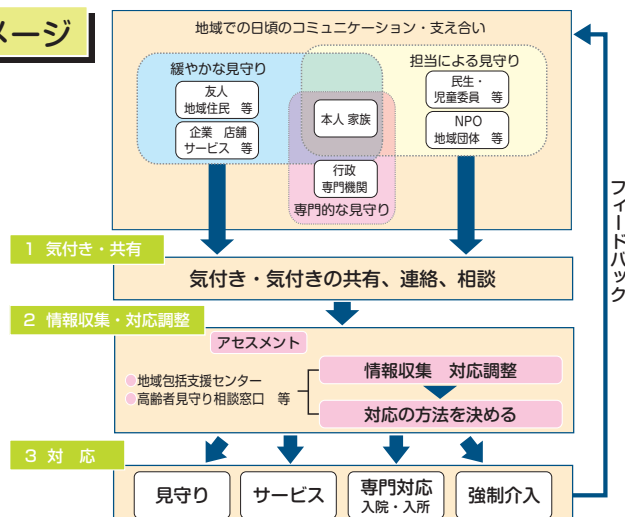 メージ
地域での日頃のコミュニケーション・支え合い
緩やかな見守り
友人
地域住民　等
企業　店舗
サービス　等
本人 家族
担当による見守り
民生・
児童委員　等
NPO
地域団体　等
行政
専門機関
専門的な見守り
フィードバック
1 気付き・共有
気付き・気付きの共有、連絡、相談
2 情報収集・対応調整
アセスメント
●地域包括支援センター
●高齢者見守り相談窓口　等
情報収集　対応調整
対応の方法を決める
3 対　応
見守り
サービス
専門対応
入院・入所
強制介入